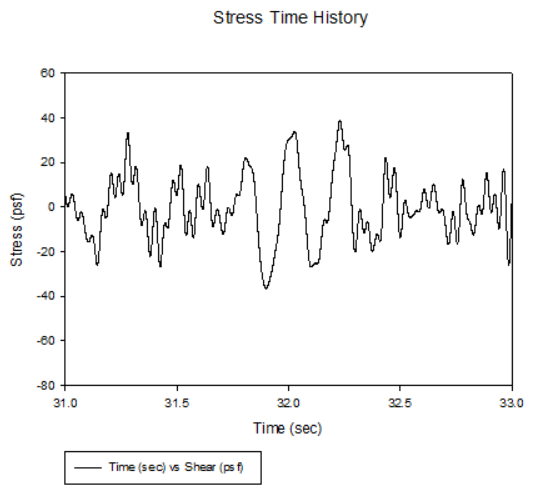 Stress Time History
60
40
20
0
-20
-40
-60
-80
Stress (psf)
31.0 31.5 32.0 32.5 33.0
Time (sec)
Time (sec) vs Shear (psf)